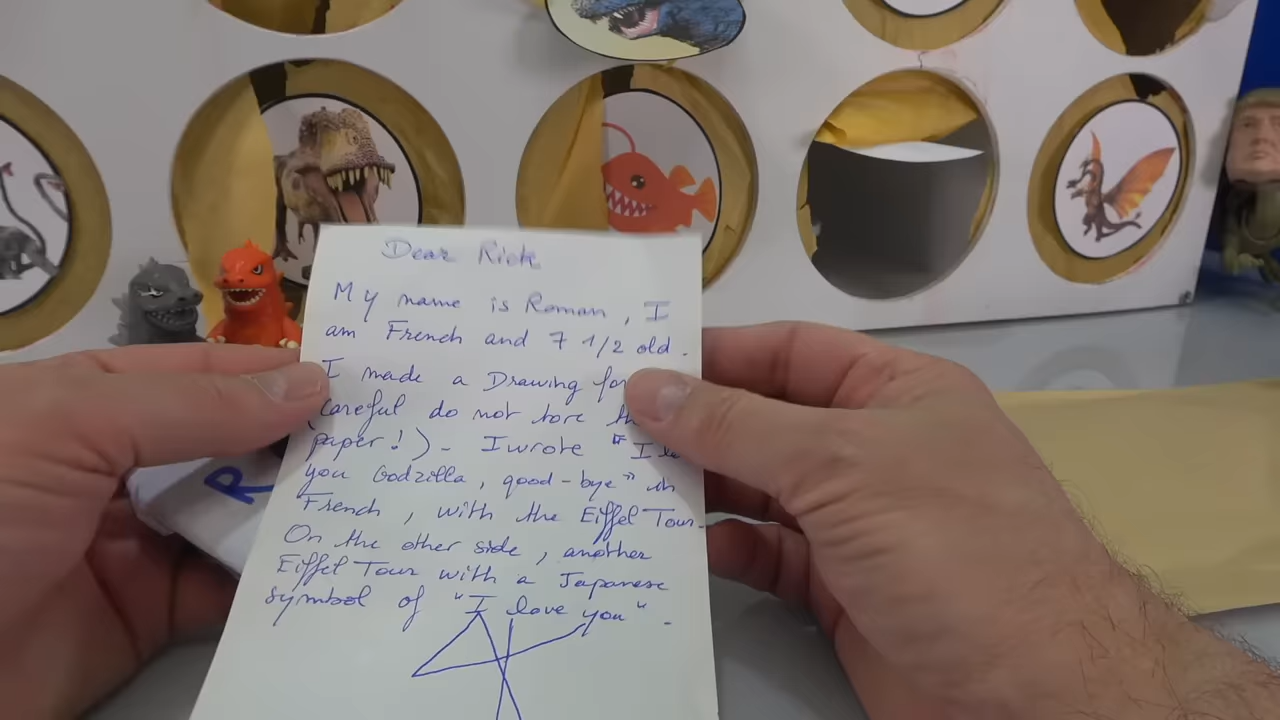 Dear Rick
My name is Roman, I
am French and 7 1/2 old.
I made a Drawing for
(careful do not tore
paper!) - I wrote "I
you Godzilla, good-bye" in
French, with the Eiffel Tour.
On the other side, another
Eiffel Tour with a Japanese
symbol of "I love you".
R